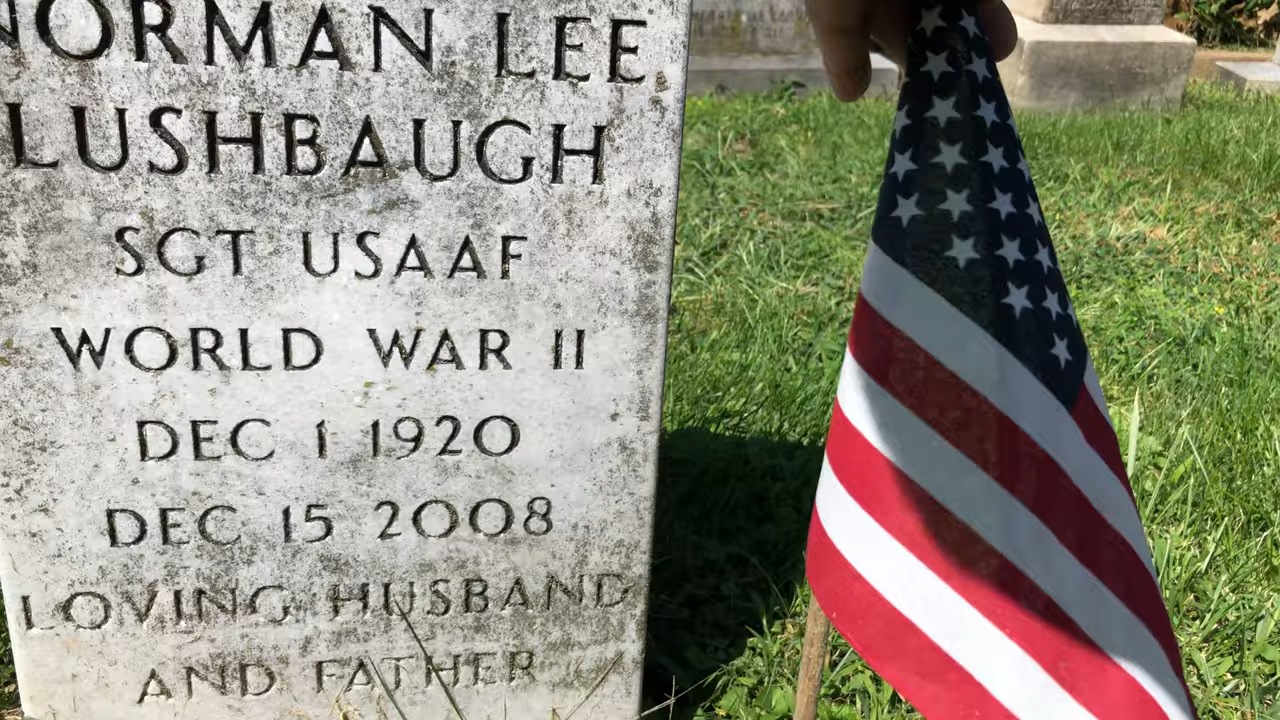 NORMAN LEE
LUSHBAUGH
SGT USAAF
WORLD WAR II
DEC 1 1920
DEC 15 2008
LOVING HUSBAND
AND FATHER